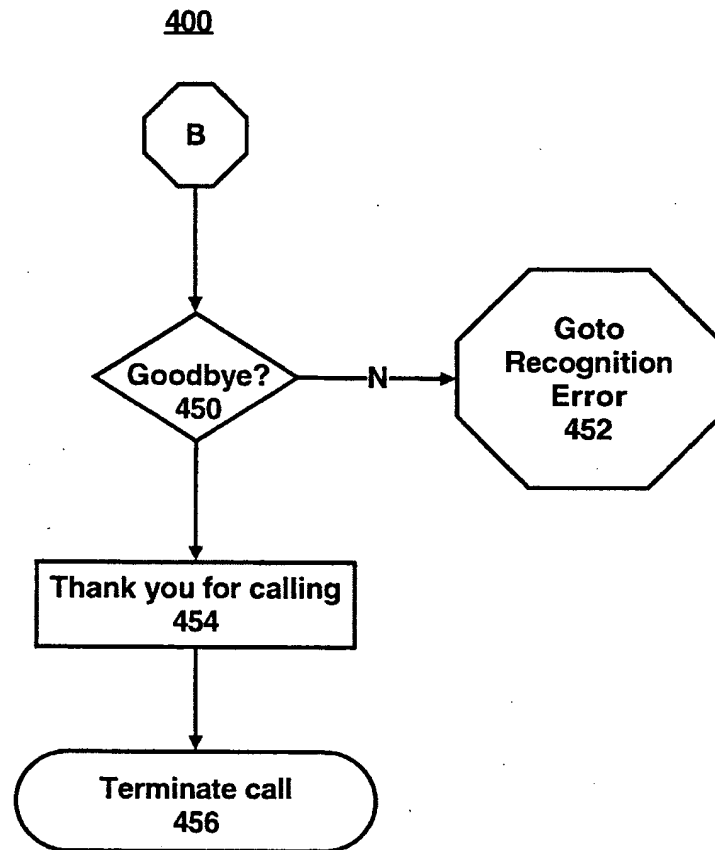 400
B
Goodbye?
450
N
Goto
Recognition
Error
452
Thank you for calling
454
Terminate call
456